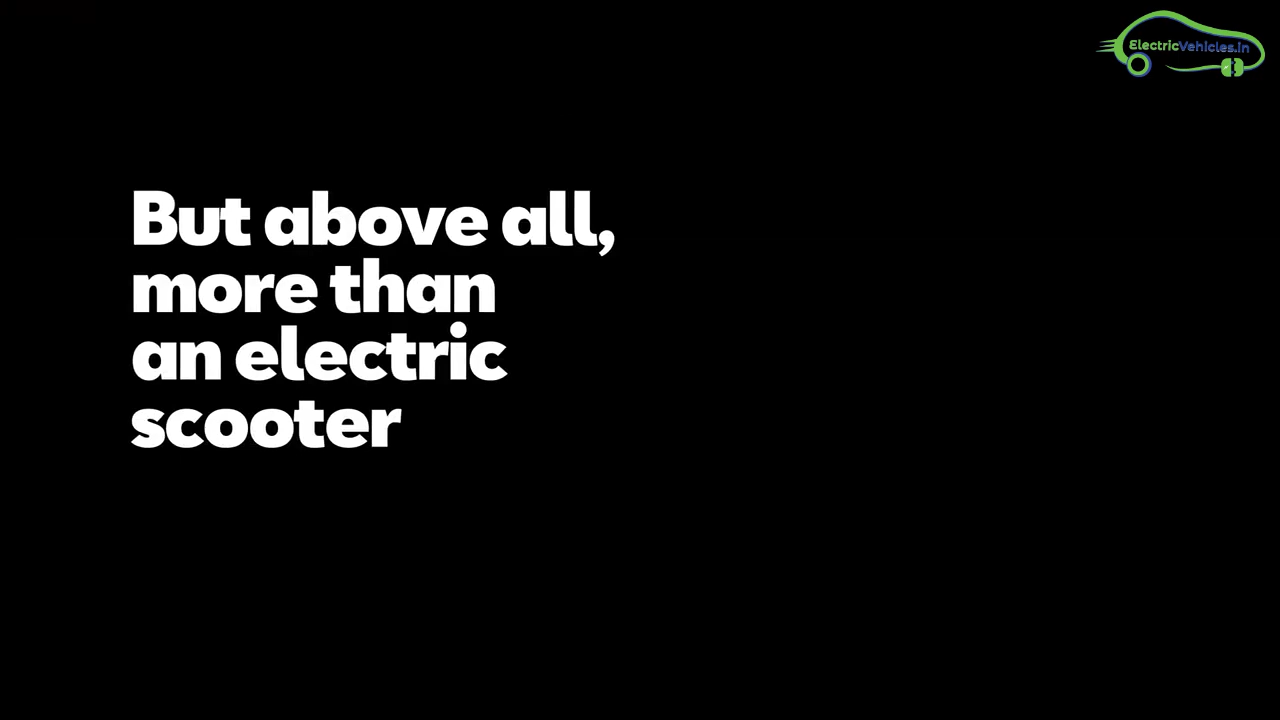 ElectricVehicles.in
But above all,
more than
an electric
scooter